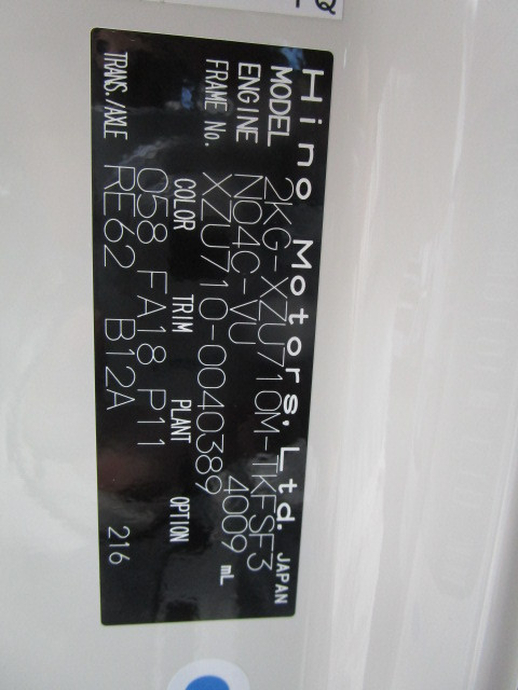 Hino Motors, Ltd. JAPAN
MODEL 2KG-XZU710M-TKFSF3
ENGINE N04C-VU 4009 mL
FRAME No. XZU710-0040389
COLOR TRIM PLANT OPTION
058 FA18 P11
TRANS./AXLE RE62 B12A 216